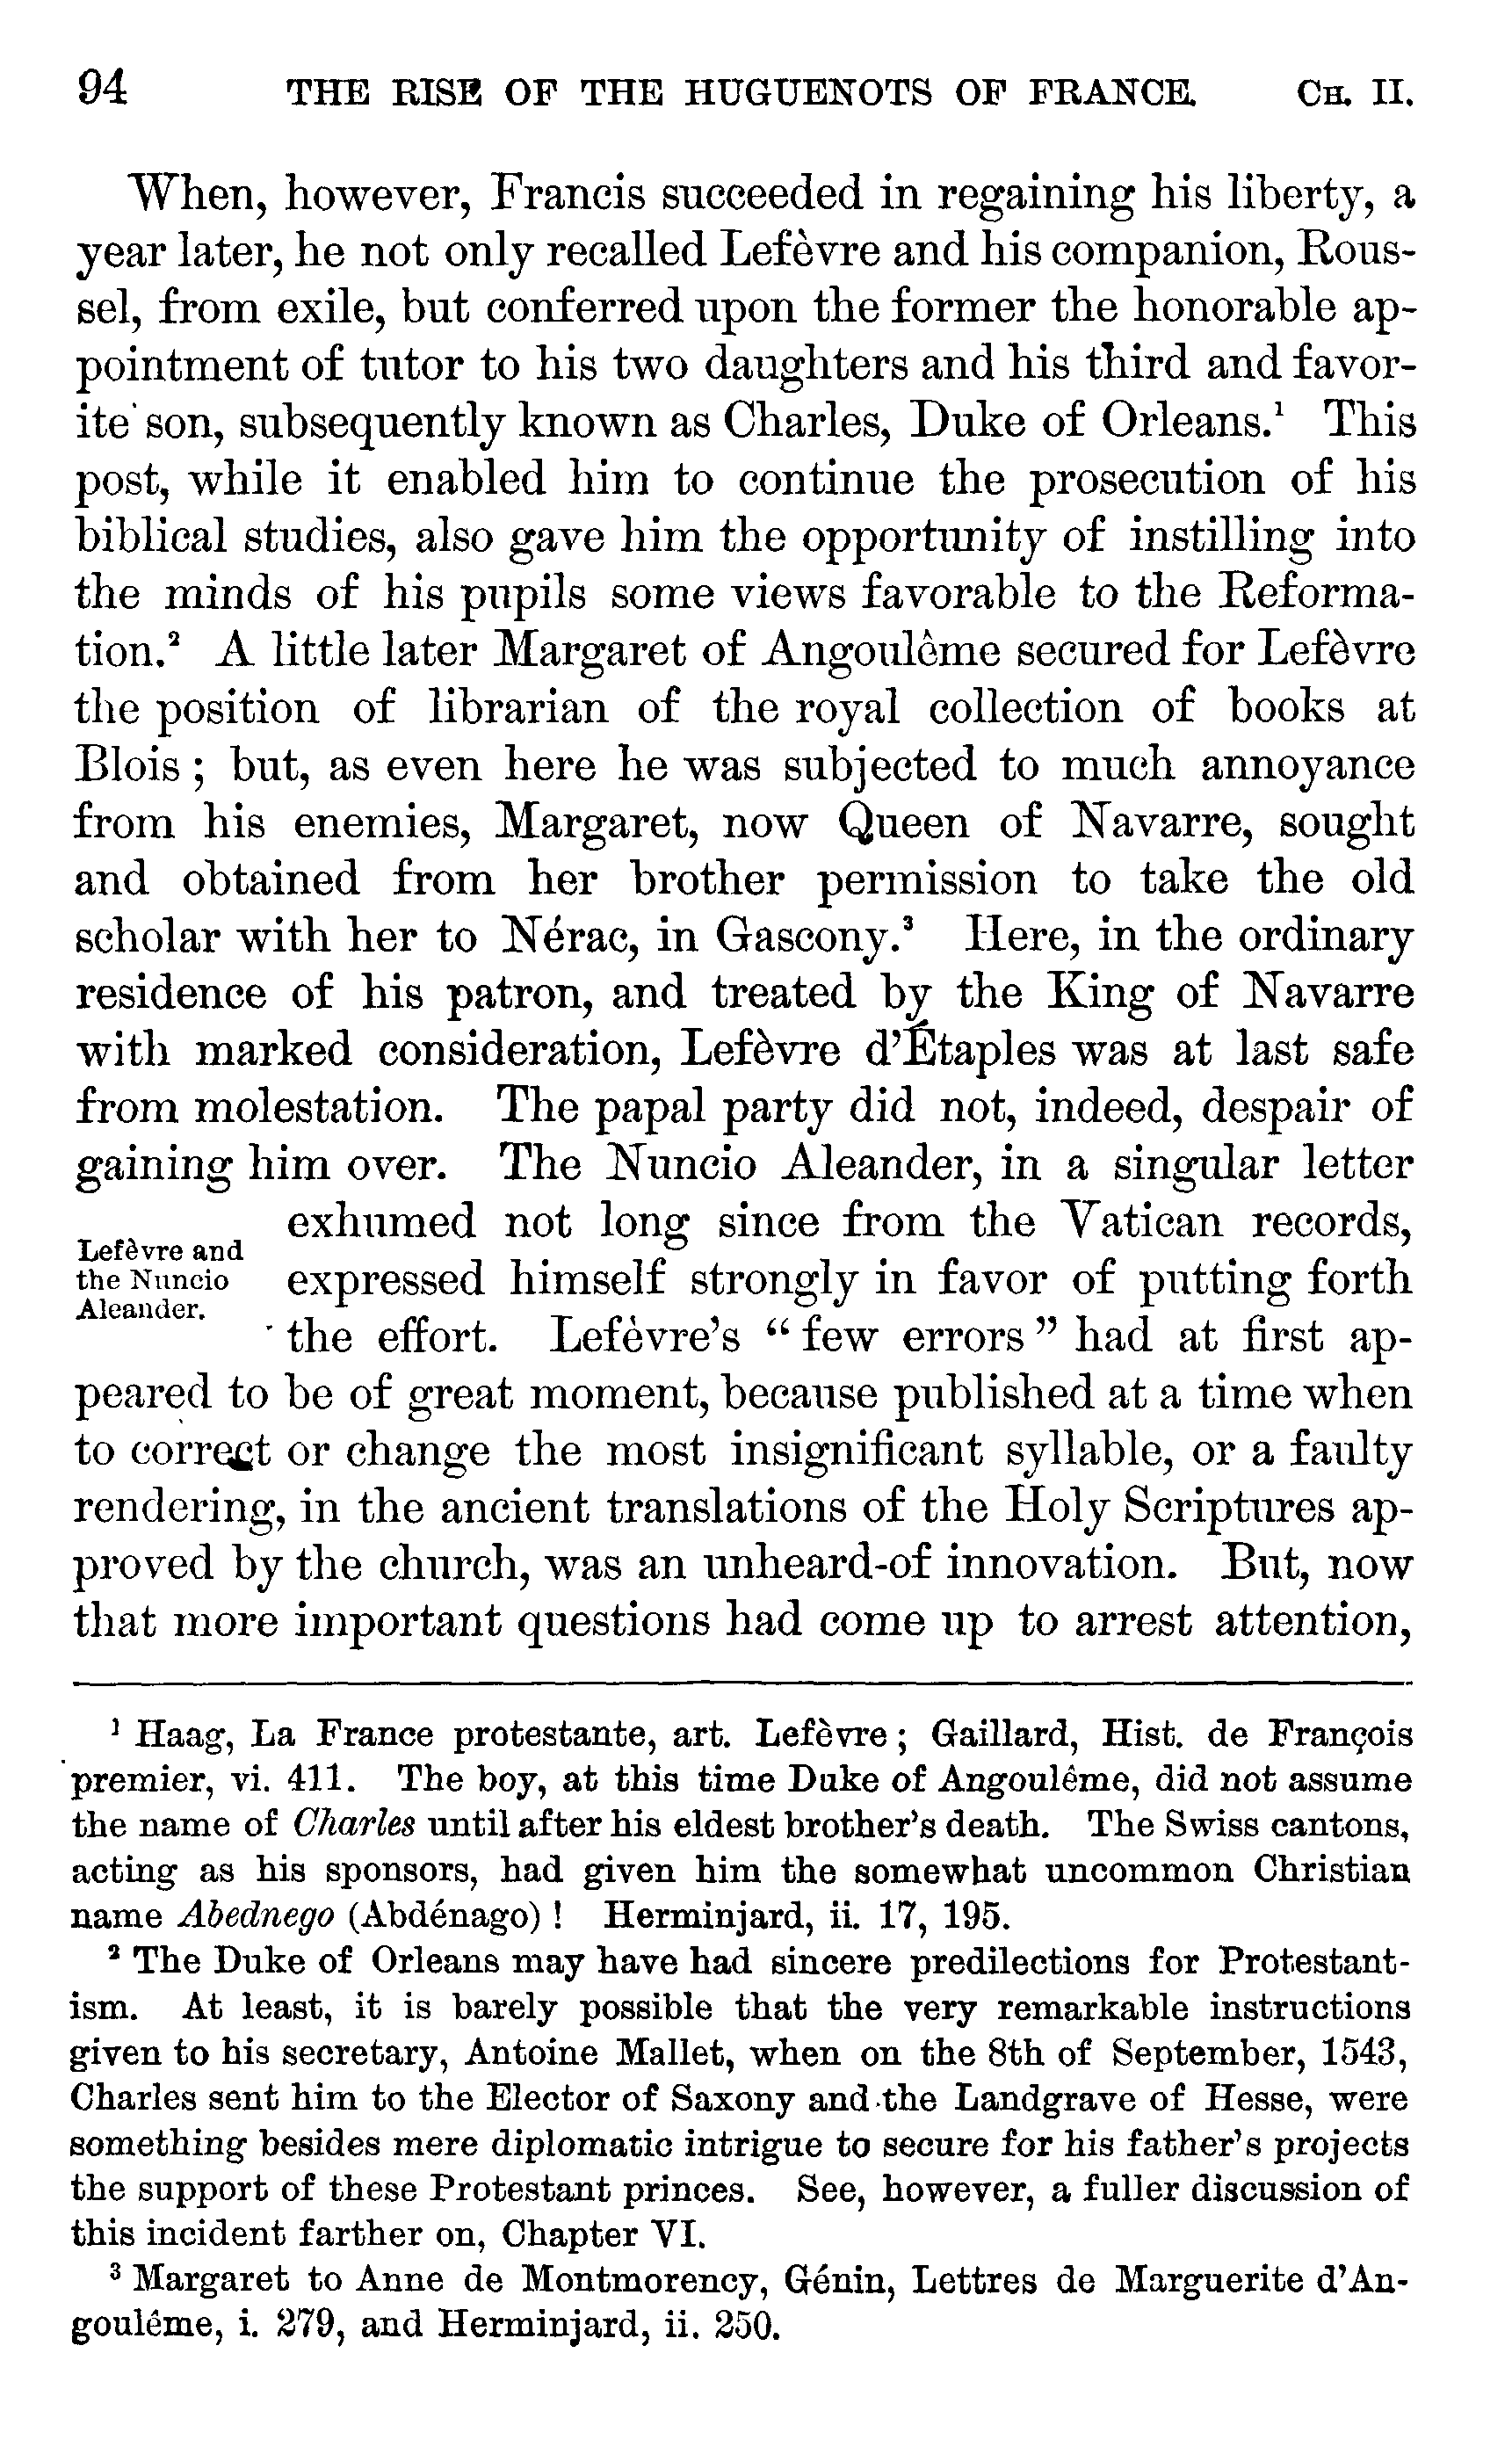 94 THE RISE OF THE HUGUENOTS OF FRANCE. CH. II.
When, however, Francis succeeded in regaining his liberty, a
year later, he not only recalled Lefèvre and his companion, Rous-
sel, from exile, but conferred upon the former the honorable ap-
pointment of tutor to his two daughters and his third and favor-
ite son, subsequently known as Charles, Duke of Orleans.¹ This
post, while it enabled him to continue the prosecution of his
biblical studies, also gave him the opportunity of instilling into
the minds of his pupils some views favorable to the Reforma-
tion.² A little later Margaret of Angoulême secured for Lefèvre
the position of librarian of the royal collection of books at
Blois ; but, as even here he was subjected to much annoyance
from his enemies, Margaret, now Queen of Navarre, sought
and obtained from her brother permission to take the old
scholar with her to Nérac, in Gascony.³ Here, in the ordinary
residence of his patron, and treated by the King of Navarre
with marked consideration, Lefèvre d'Étaples was at last safe
from molestation. The papal party did not, indeed, despair of
gaining him over. The Nuncio Aleander, in a singular letter
exhumed not long since from the Vatican records,
Lefèvre and
the Nuncio
Aleander.
expressed himself strongly in favor of putting forth
the effort. Lefèvre's " few errors " had at first ap-
peared to be of great moment, because published at a time when
to correct or change the most insignificant syllable, or a faulty
rendering, in the ancient translations of the Holy Scriptures ap-
proved by the church, was an unheard-of innovation. But, now
that more important questions had come up to arrest attention,
¹ Haag, La France protestante, art. Lefèvre ; Gaillard, Hist. de François
premier, vi. 411. The boy, at this time Duke of Angoulême, did not assume
the name of Charles until after his eldest brother's death. The Swiss cantons,
acting as his sponsors, had given him the somewhat uncommon Christian
name Abednego (Abdénago) ! Herminjard, ii. 17, 195.
² The Duke of Orleans may have had sincere predilections for Protestant-
ism. At least, it is barely possible that the very remarkable instructions
given to his secretary, Antoine Mallet, when on the 8th of September, 1543,
Charles sent him to the Elector of Saxony and the Landgrave of Hesse, were
something besides mere diplomatic intrigue to secure for his father's projects
the support of these Protestant princes. See, however, a fuller discussion of
this incident farther on, Chapter VI.
³ Margaret to Anne de Montmorency, Génin, Lettres de Marguerite d'An-
goulême, i. 279, and Herminjard, ii. 250.